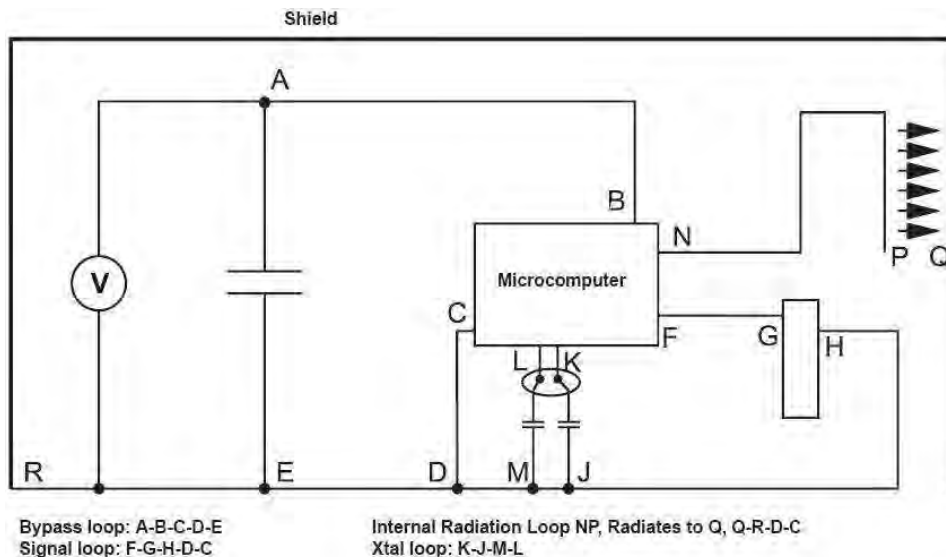 Shield
A
B
N
P Q
V
Microcomputer
C
F
G
H
L K
R
E
D
M
J
Bypass loop: A-B-C-D-E
Signal loop: F-G-H-D-C
Internal Radiation Loop NP, Radiates to Q, Q-R-D-C
Xtal loop: K-J-M-L